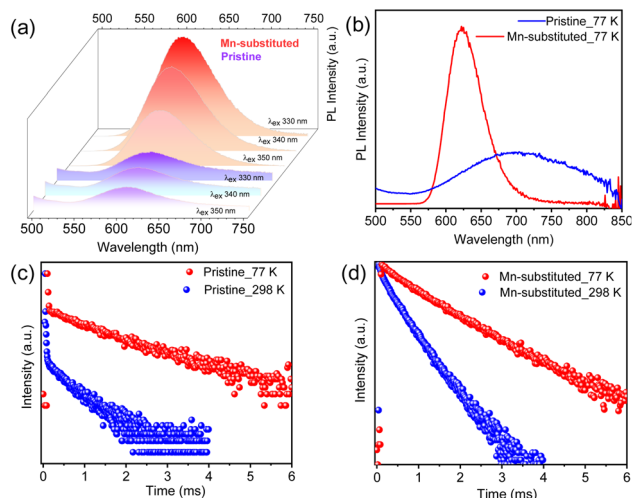 500 550 600 650 700 750
(a)
Mn-substituted
Pristine
PL Intensity (a.u.)
λex 330 nm
λex 340 nm
λex 350 nm
λex 330 nm
λex 340 nm
λex 350 nm
500 550 600 650 700 750
Wavelength (nm)
(b)
Pristine_77 K
Mn-substituted_77 K
PL Intensity (a.u.)
500 550 600 650 700 750 800 850
Wavelength (nm)
(c)
Pristine_77 K
Pristine_298 K
Intensity (a.u.)
0 1 2 3 4 5 6
Time (ms)
(d)
Mn-substituted_77 K
Mn-substituted_298 K
Intensity (a.u.)
0 1 2 3 4 5 6
Time (ms)